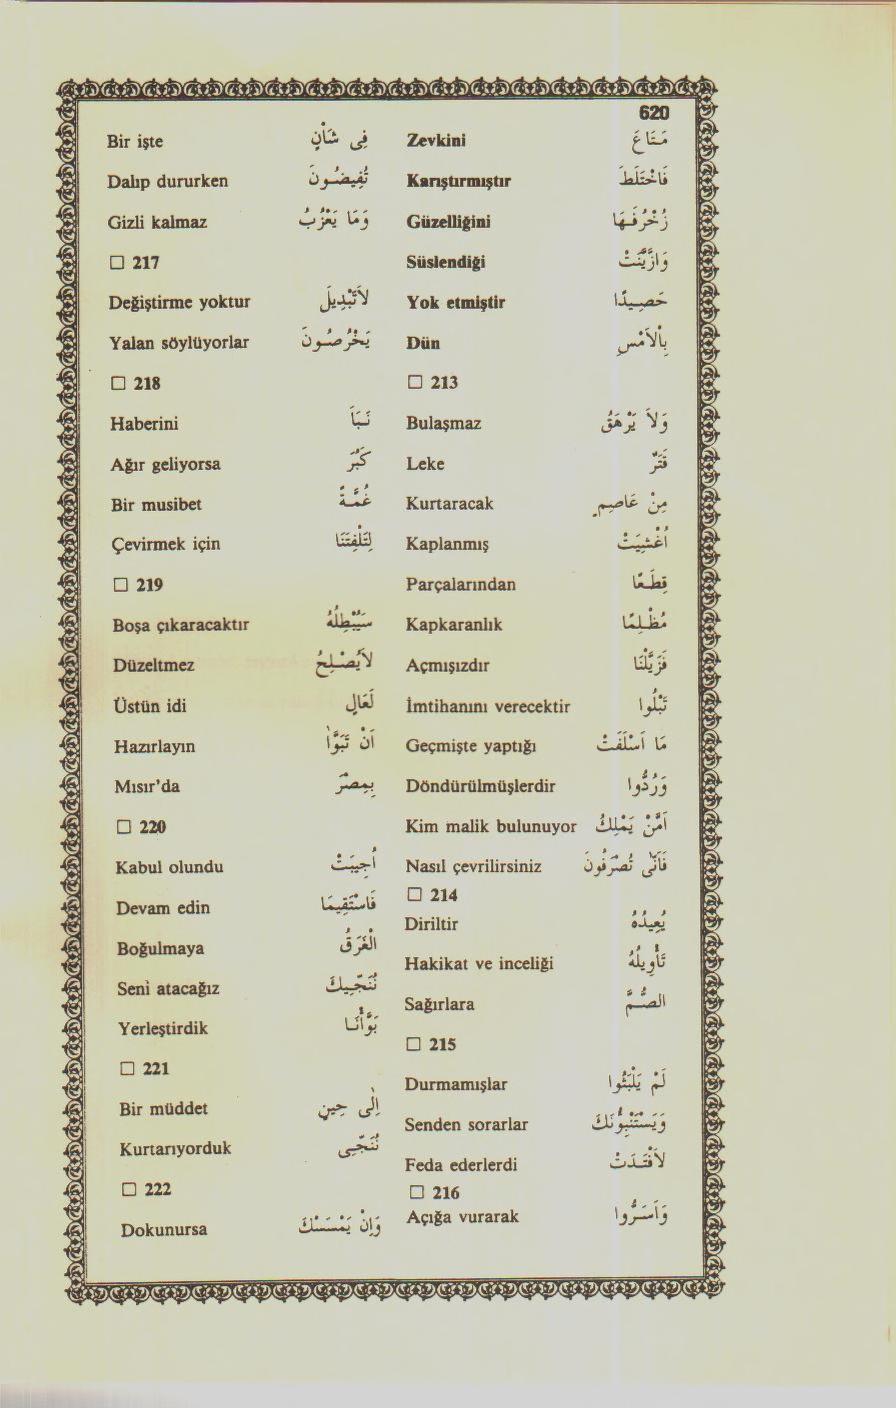 620
Zevkini مَتَاعَ
Karıştırmıştır فَاخْتَلَطَ
Güzelliğini زُخْرُفَهَا
Süslendiği وَازَّيَّنَتْ
Yok etmiştir حَصِيدًا
Dün بِالْاَمْسِ
□ 213
Bulaşmaz وَلاَ يَرْهَقُ
Leke قَتَرٌ
Kurtaracak مِنْ عَاصِمٍ
Kaplanmış اُغْشِيَتْ
Parçalarından قِطَعًا
Kapkaranlık مُظْلِمًا
Açmışızdır فَزَيَّلْنَا
İmtihanını verecektir تَبْلُوا
Geçmişte yaptığı مَا اَسْلَفَتْ
Döndürülmüşlerdir وَرُدُّوا
Kim malik bulunuyor اَمَّنْ يَمْلِكُ
Nasıl çevrilirsiniz فَاَنّٰى تُصْرَفُونَ
□ 214
Diriltir يُعِيدُهُ
Hakikat ve inceliği تَأْوِيلُهُ
Sağırlara الصُّمَّ
□ 215
Durmamışlar لَمْ يَلْبَثُوا
Senden sorarlar وَيَسْتَنْبِؤُنَكَ
Feda ederlerdi لاَفْتَدَتْ
□ 216
Açığa vurarak وَاَسَرُّوا
Bir işte فِى شَاْنٍ
Dalıp dururken تُفِيضُونَ
Gizli kalmaz وَمَا يَعْزُبُ
□ 217
Değiştirme yoktur لاَتَبْدِيلَ
Yalan söylüyorlar يَخْرُصُونَ
□ 218
Haberini نَبَاَ
Ağır geliyorsa كَبُرَ
Bir musibet غُمَّةً
Çevirmek için لِتَلْفِتَنَا
□ 219
Boşa çıkaracaktır سَيُبْطِلُهُ
Düzeltmez لاَيُصْلِحُ
Üstün idi لَعَالٍ
Hazırlayın اَنْ تَبَوَّاٰ
Mısır'da بِمِصْرَ
□ 220
Kabul olundu اُجِيبَتْ
Devam edin فَاسْتَقِيمَا
Boğulmaya الْغَرَقُ
Seni atacağız نُنَجِّيكَ
Yerleştirdik بَوَّأْنَا
□ 221
Bir müddet اِلٰى حِينٍ
Kurtarıyorduk نُنَجِّى
□ 222
Dokunursa وَاِنْ يَمْسَسْكَ